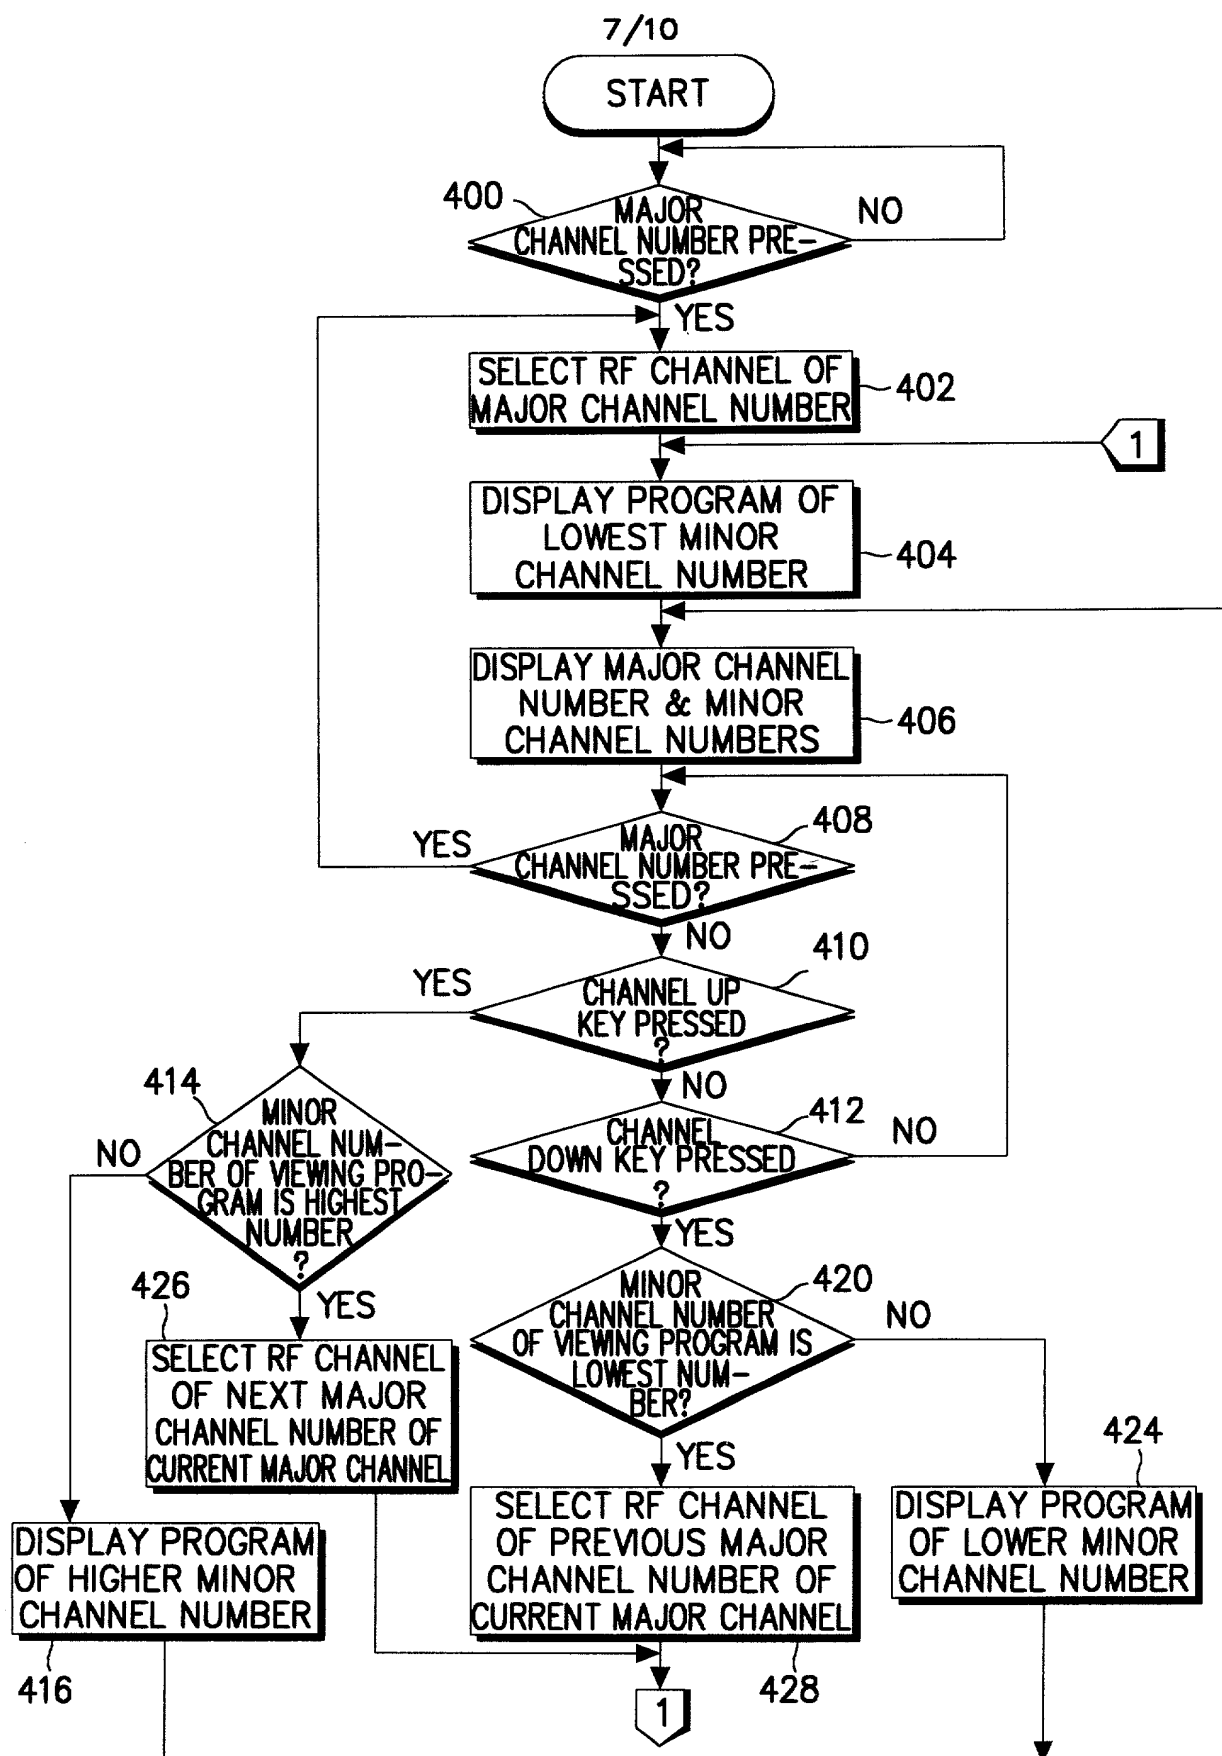 7/10
START
400
MAJOR
CHANNEL NUMBER PRE-
SSED?
NO
YES
SELECT RF CHANNEL OF
MAJOR CHANNEL NUMBER
402
1
DISPLAY PROGRAM OF
LOWEST MINOR
CHANNEL NUMBER
404
DISPLAY MAJOR CHANNEL
NUMBER & MINOR
CHANNEL NUMBERS
406
408
YES
MAJOR
CHANNEL NUMBER PRE-
SSED?
NO
410
YES
CHANNEL UP
KEY PRESSED
?
NO
414
MINOR
CHANNEL NUM-
BER OF VIEWING PRO-
GRAM IS HIGHEST
NUMBER
?
NO
YES
412
CHANNEL
DOWN KEY PRESSED
?
NO
YES
420
MINOR
CHANNEL NUMBER
OF VIEWING PROGRAM IS
LOWEST NUM-
BER?
NO
YES
426
SELECT RF CHANNEL
OF NEXT MAJOR
CHANNEL NUMBER OF
CURRENT MAJOR CHANNEL
424
DISPLAY PROGRAM
OF HIGHER MINOR
CHANNEL NUMBER
416
SELECT RF CHANNEL
OF PREVIOUS MAJOR
CHANNEL NUMBER OF
CURRENT MAJOR CHANNEL
428
DISPLAY PROGRAM
OF LOWER MINOR
CHANNEL NUMBER
1